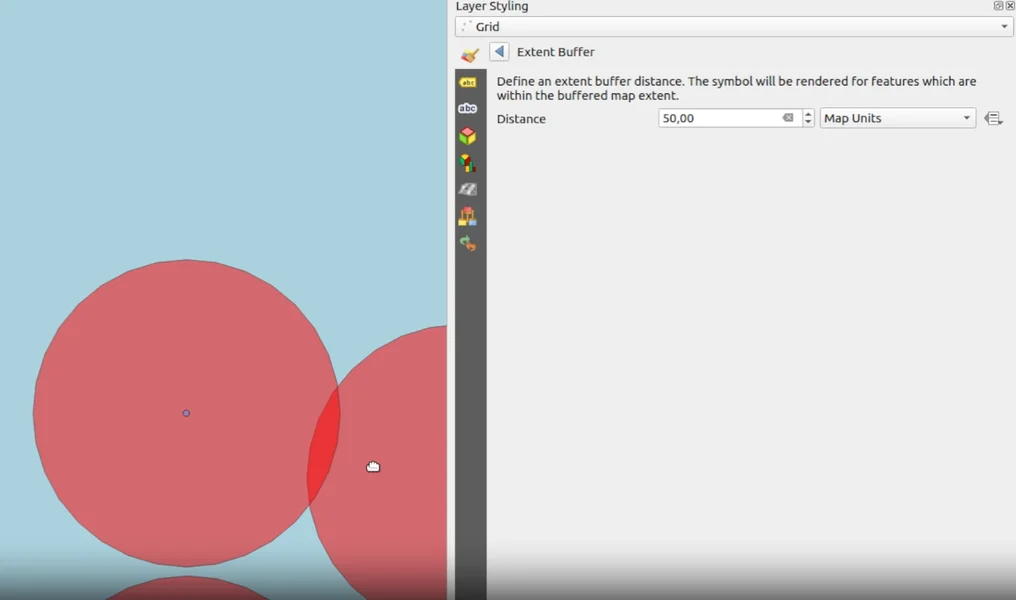 Layer Styling
Grid
Extent Buffer
Define an extent buffer distance. The symbol will be rendered for features which are
within the buffered map extent.
Distance
50,00
Map Units
abc
abc